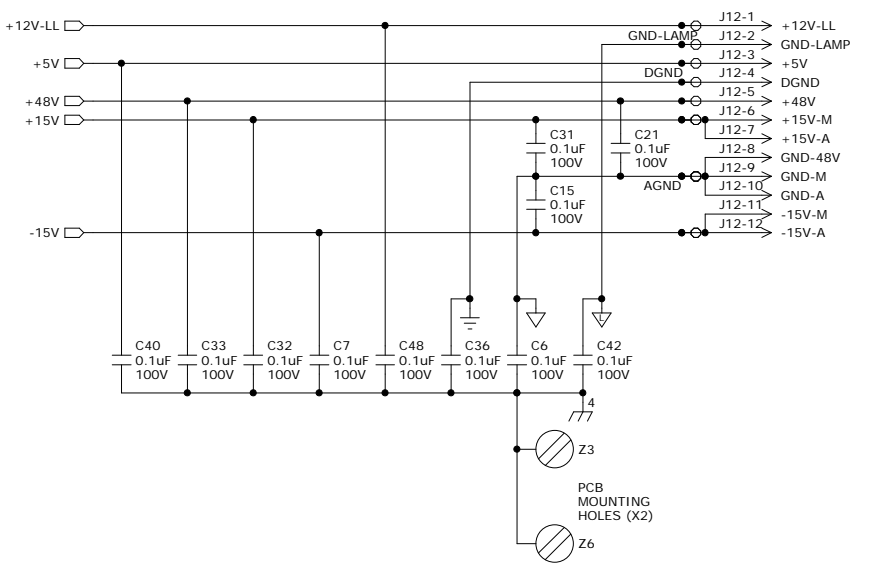 +12V-LL
J12-1
+12V-LL
GND-LAMP
J12-2
GND-LAMP
+5V
J12-3
+5V
DGND
J12-4
DGND
+48V
J12-5
+48V
+15V
J12-6
+15V-M
J12-7
+15V-A
C31
0.1uF
100V
C21
0.1uF
100V
J12-8
GND-48V
J12-9
GND-M
AGND
J12-10
GND-A
C15
0.1uF
100V
J12-11
-15V-M
-15V
J12-12
-15V-A
L
C40
0.1uF
100V
C33
0.1uF
100V
C32
0.1uF
100V
C7
0.1uF
100V
C48
0.1uF
100V
C36
0.1uF
100V
C6
0.1uF
100V
C42
0.1uF
100V
4
Z3
PCB
MOUNTING
HOLES (X2)
Z6